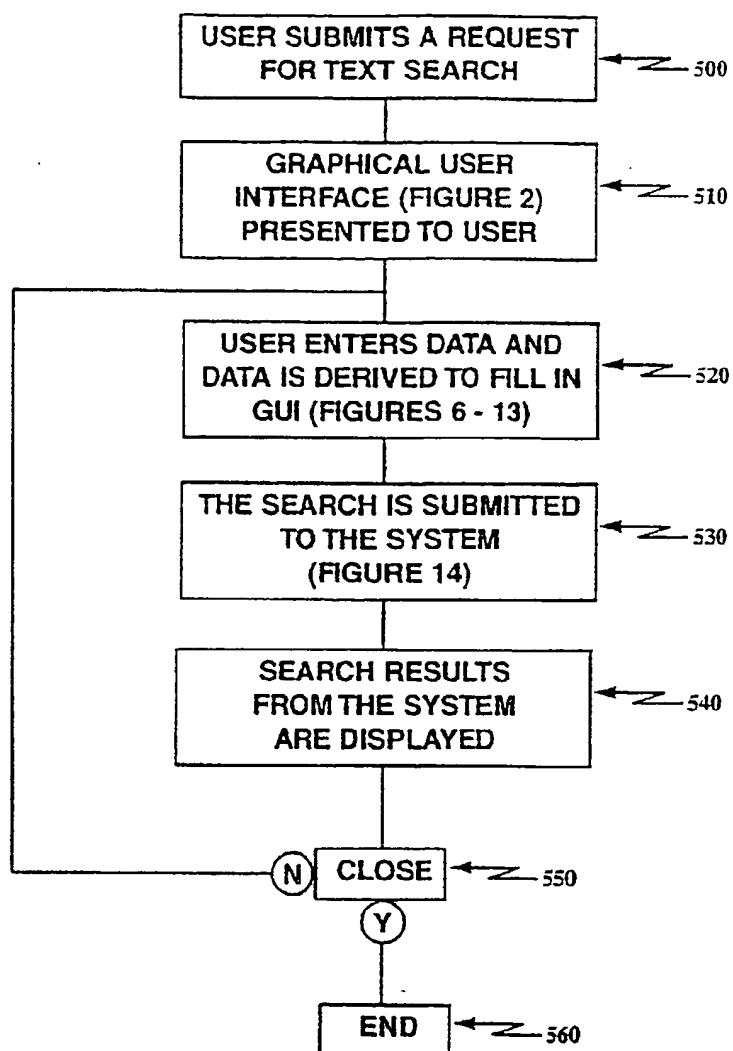 USER SUBMITS A REQUEST
FOR TEXT SEARCH
500
GRAPHICAL USER
INTERFACE (FIGURE 2)
PRESENTED TO USER
510
USER ENTERS DATA AND
DATA IS DERIVED TO FILL IN
GUI (FIGURES 6 - 13)
520
THE SEARCH IS SUBMITTED
TO THE SYSTEM
(FIGURE 14)
530
SEARCH RESULTS
FROM THE SYSTEM
ARE DISPLAYED
540
N CLOSE
550
Y
END
560